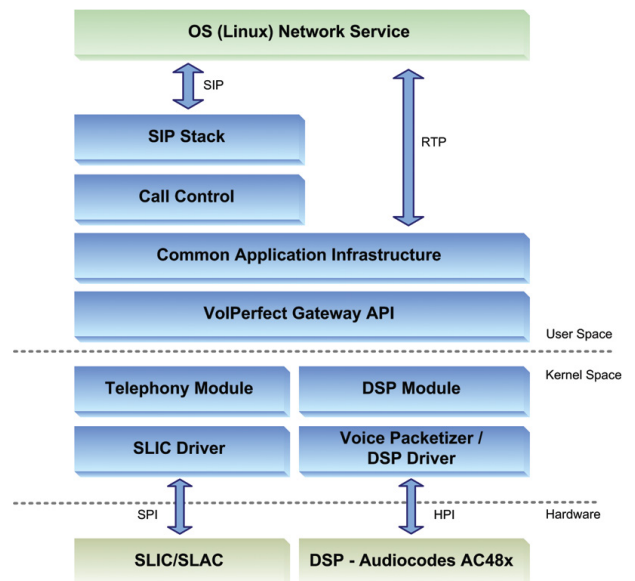 OS (Linux) Network Service
SIP
SIP Stack
RTP
Call Control
Common Application Infrastructure
VoIPerfect Gateway API
User Space
Kernel Space
Telephony Module
DSP Module
SLIC Driver
Voice Packetizer /
DSP Driver
SPI
HPI
Hardware
SLIC/SLAC
DSP - Audiocodes AC48x